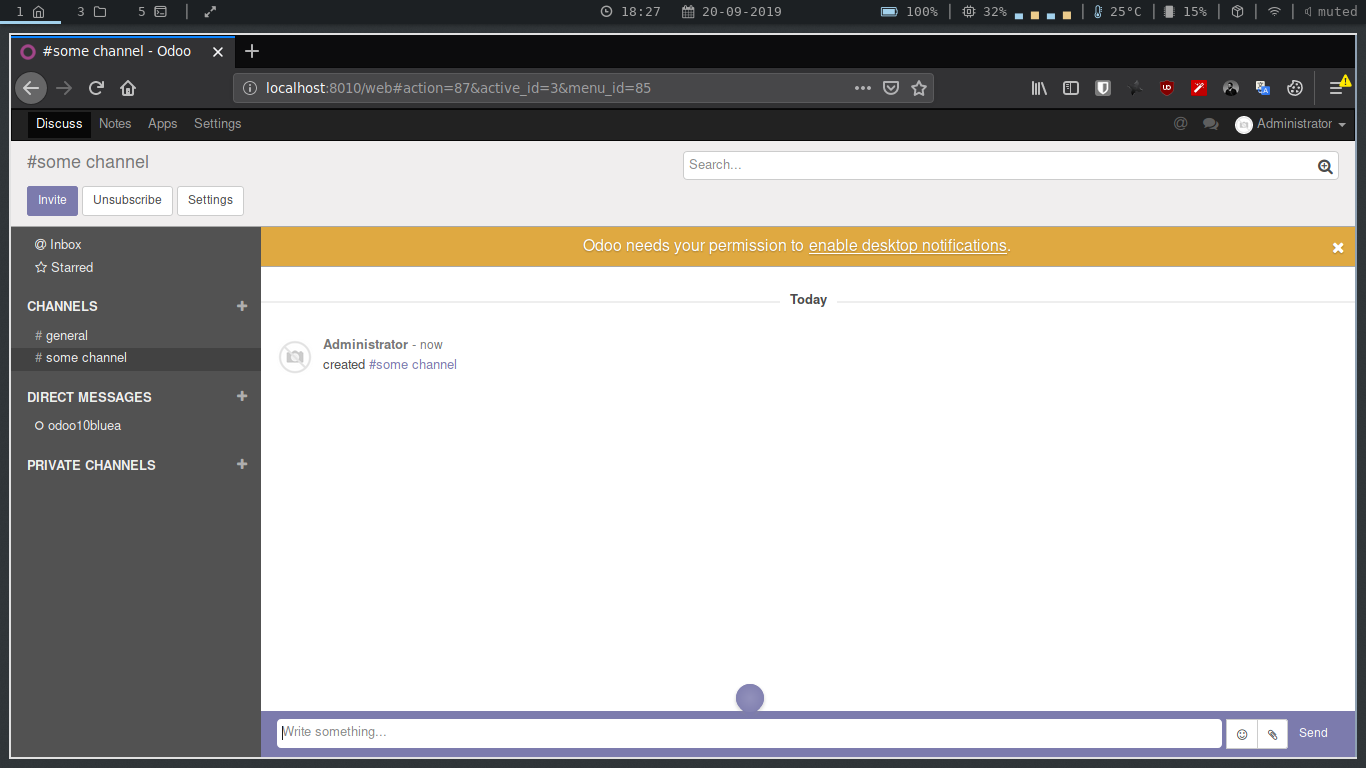 1 3 5 18:27 20-09-2019 100% 32% 25°C 15% muted
#some channel - Odoo
localhost:8010/web#action=87&active_id=3&menu_id=85
Discuss Notes Apps Settings @ Administrator
#some channel
Search...
Invite Unsubscribe Settings
@ Inbox
Odoo needs your permission to enable desktop notifications.
Starred
CHANNELS
Today
# general
# some channel
Administrator - now
created #some channel
DIRECT MESSAGES
odoo10bluea
PRIVATE CHANNELS
Write something...
Send